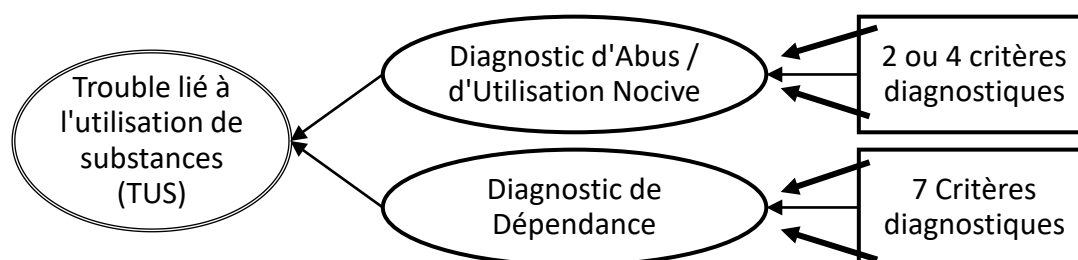 Trouble lié à
l'utilisation de
substances
(TUS)
Diagnostic d'Abus /
d'Utilisation Nocive
2 ou 4 critères
diagnostiques
Diagnostic de
Dépendance
7 Critères
diagnostiques